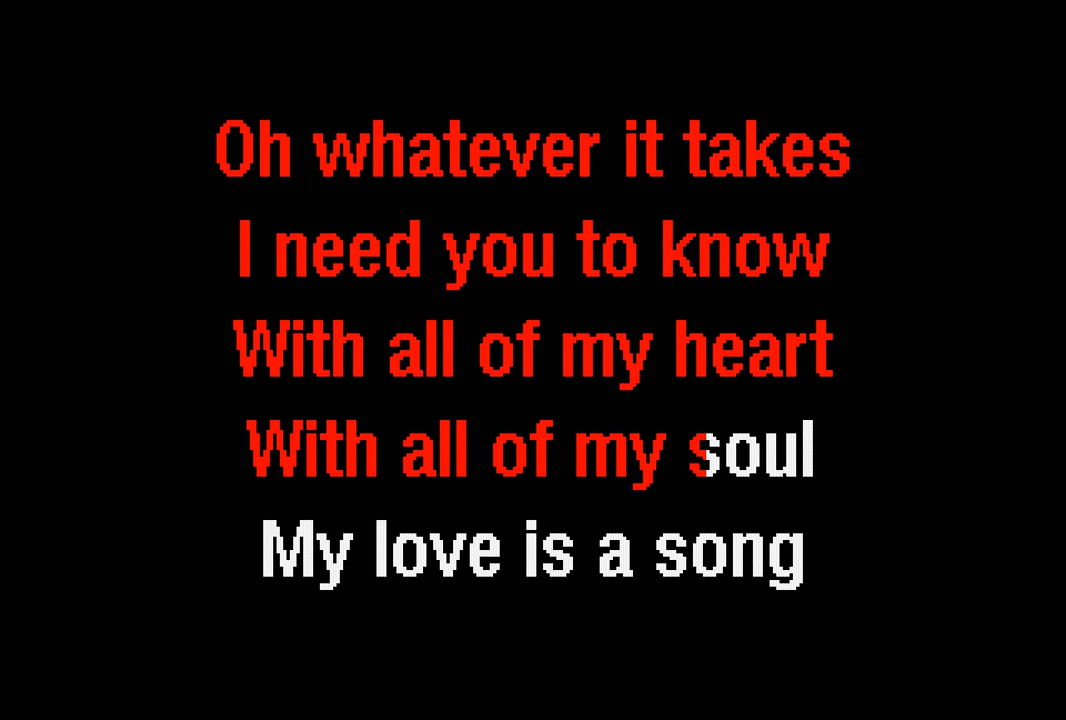 Oh whatever it takes
I need you to know
With all of my heart
With all of my soul
My love is a song